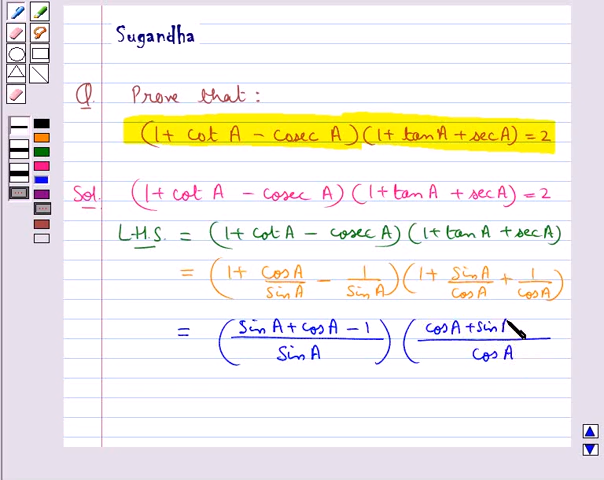 Sugandha
Q. Prove that :
(1 + cot A - cosec A) (1 + tan A + sec A) = 2
Sol. (1 + cot A - cosec A) (1 + tan A + sec A) = 2
L.H.S. = (1 + cot A - cosec A) (1 + tan A + sec A)
= (1 + cos A / sin A - 1 / sin A) (1 + sin A / cos A + 1 / cos A)
= ( sin A + cos A - 1 / sin A ) ( cos A + sin A / cos A